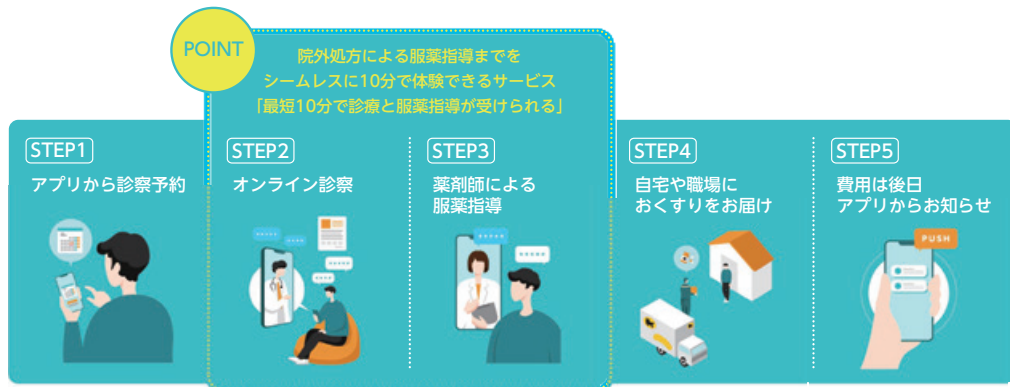 POINT
院外処方による服薬指導までを
シームレスに10分で体験できるサービス
「最短10分で診療と服薬指導が受けられる」
STEP1
アプリから診察予約
STEP2
オンライン診察
STEP3
薬剤師による
服薬指導
STEP4
自宅や職場に
おくすりをお届け
STEP5
費用は後日
アプリからお知らせ
PUSH